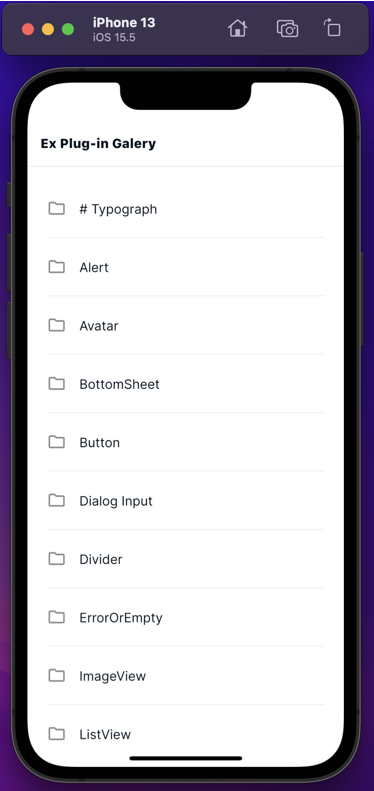 iPhone 13
iOS 15.5
Ex Plug-in Galery
# Typograph
Alert
Avatar
BottomSheet
Button
Dialog Input
Divider
ErrorOrEmpty
ImageView
ListView